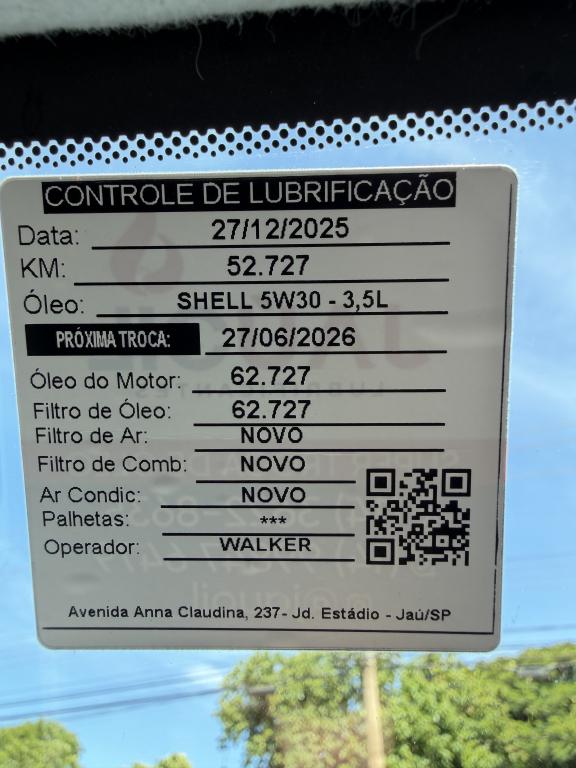 CONTROLE DE LUBRIFICAÇÃO
Data: 27/12/2025
KM: 52.727
Óleo: SHELL 5W30 - 3,5L
PRÓXIMA TROCA: 27/06/2026
Óleo do Motor: 62.727
Filtro de Óleo: 62.727
Filtro de Ar: NOVO
Filtro de Comb: NOVO
Ar Condic: NOVO
Palhetas: ***
Operador: WALKER
Avenida Anna Claudina, 237- Jd. Estádio - Jaú/SP